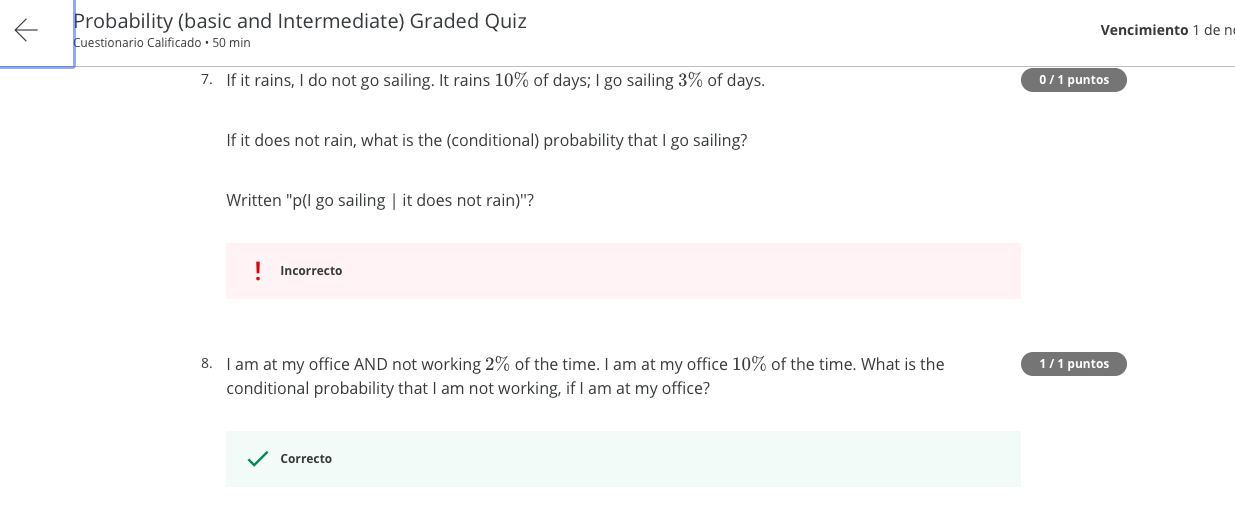 Probability (basic and Intermediate) Graded Quiz
Cuestionario Calificado • 50 min
Vencimiento 1 de n
7. If it rains, I do not go sailing. It rains 10% of days; I go sailing 3% of days.
0 / 1 puntos
If it does not rain, what is the (conditional) probability that I go sailing?
Written "p(I go sailing | it does not rain)"?
! Incorrecto
8. I am at my office AND not working 2% of the time. I am at my office 10% of the time. What is the
1 / 1 puntos
conditional probability that I am not working, if I am at my office?
Correcto